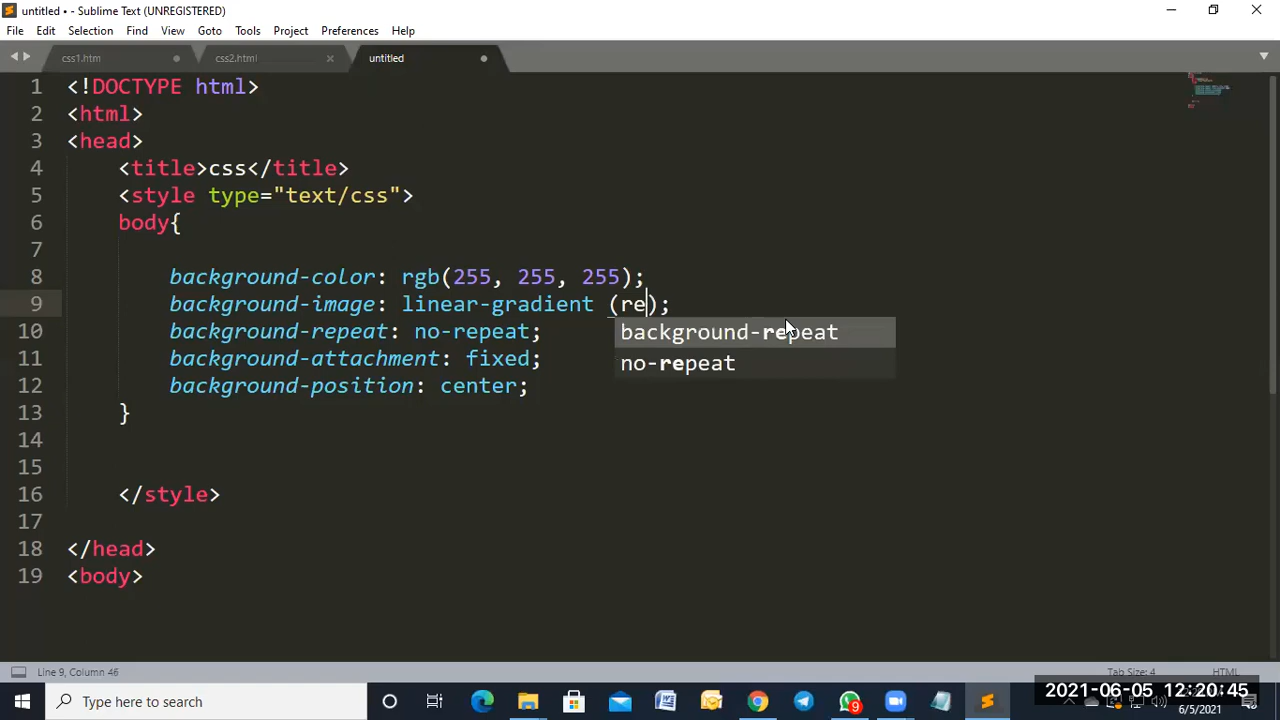 untitled • - Sublime Text (UNREGISTERED)
File Edit Selection Find View Goto Tools Project Preferences Help
css1.htm css2.html untitled
1 <!DOCTYPE html>
2 <html>
3 <head>
4 <title>css</title>
5 <style type="text/css">
6 body{
7
8 background-color: rgb(255, 255, 255);
9 background-image: linear-gradient (re);
10 background-repeat: no-repeat;
background-repeat
11 background-attachment: fixed;
no-repeat
12 background-position: center;
13 }
14
15
16 </style>
17
18 </head>
19 <body>
Line 9, Column 46 Tab Size: 4 HTML
Type here to search
9
2021-06-05 12:20:45
6/5/2021